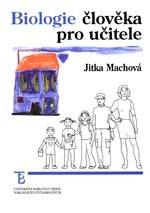 Biologie člověka
pro učitele
Jitka Machová
UNIVERZITA KARLOVA V PRAZE
NAKLADATELSTVÍ KAROLINUM